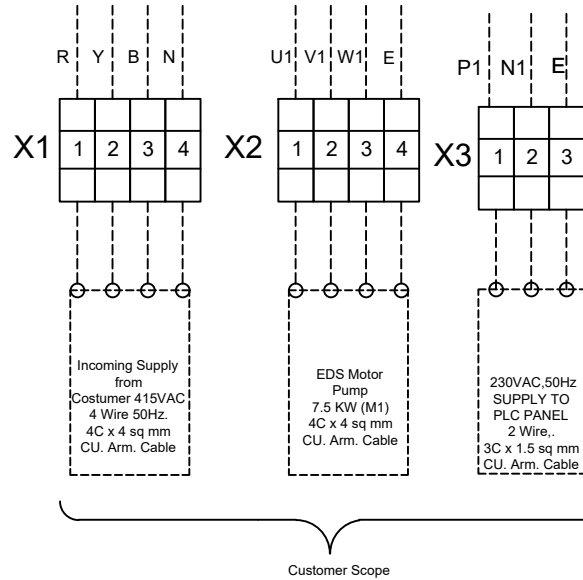 R Y B N
U1 V1 W1 E
P1 N1 E
X1 1 2 3 4
X2 1 2 3 4
X3 1 2 3
Incoming Supply
from
Costumer 415VAC
4 Wire 50Hz.
4C x 4 sq mm
CU. Arm. Cable
EDS Motor
Pump
7.5 KW (M1)
4C x 4 sq mm
CU. Arm. Cable
230VAC,50Hz
SUPPLY TO
PLC PANEL
2 Wire,.
3C x 1.5 sq mm
CU. Arm. Cable
Customer Scope